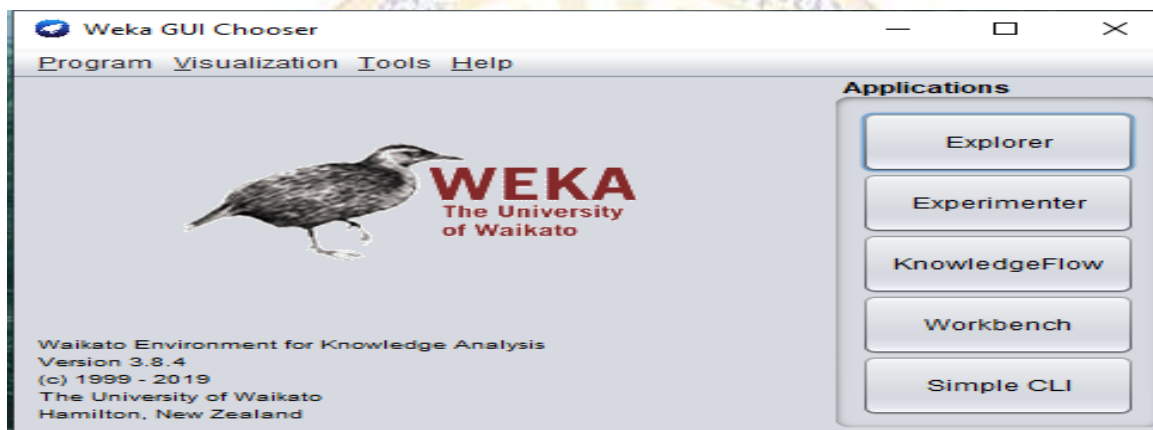 Weka GUI Chooser
Program Visualization Tools Help
Applications
Explorer
Experimenter
KnowledgeFlow
Workbench
Simple CLI
WEKA
The University
of Waikato
Waikato Environment for Knowledge Analysis
Version 3.8.4
(c) 1999 - 2019
The University of Waikato
Hamilton, New Zealand